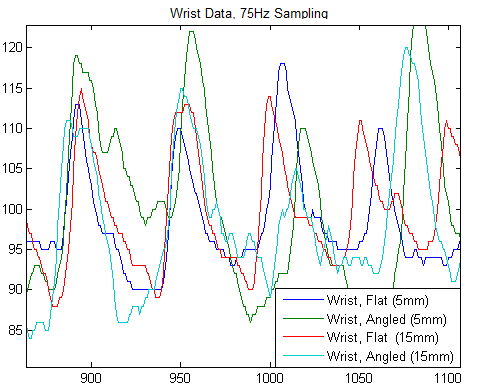 Wrist Data, 75Hz Sampling
120
115
110
105
100
95
90
85
Wrist, Flat (5mm)
Wrist, Angled (5mm)
Wrist, Flat (15mm)
Wrist, Angled (15mm)
900
950
1000
1050
1100